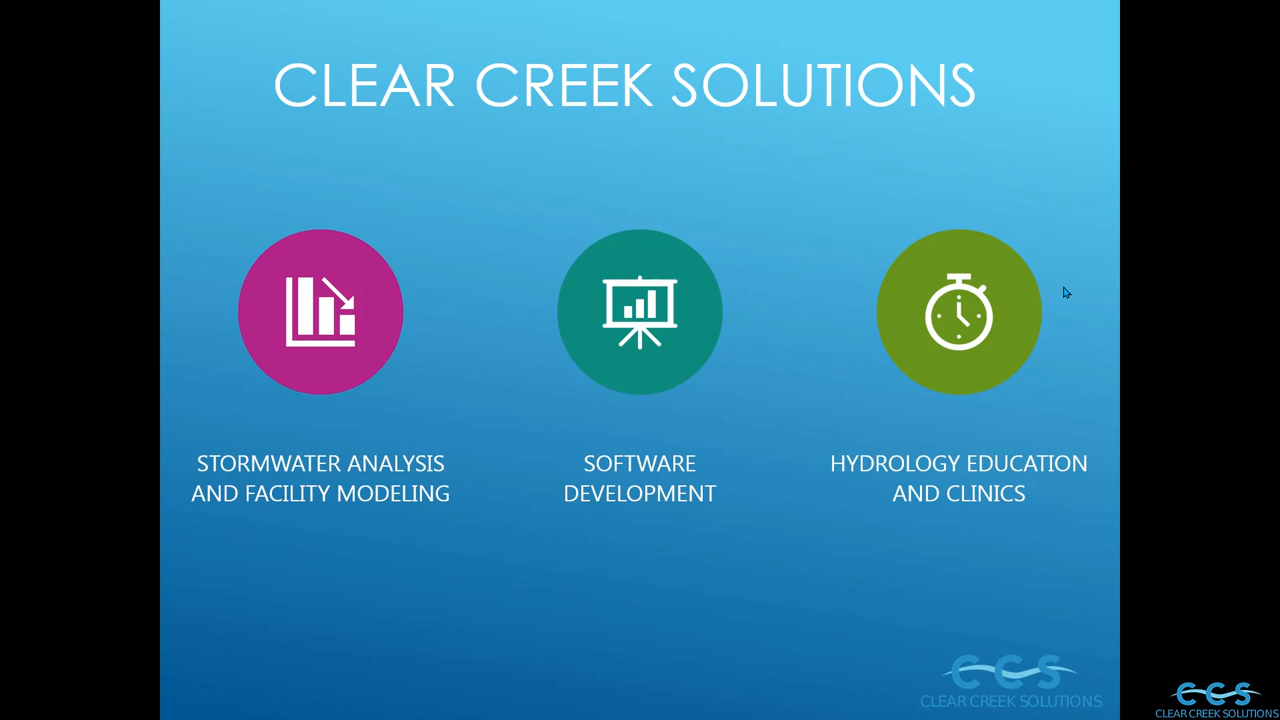 CLEAR CREEK SOLUTIONS
STORMWATER ANALYSIS
AND FACILITY MODELING
SOFTWARE
DEVELOPMENT
HYDROLOGY EDUCATION
AND CLINICS
CCS
CLEAR CREEK SOLUTIONS
CCS
CLEAR CREEK SOLUTIONS